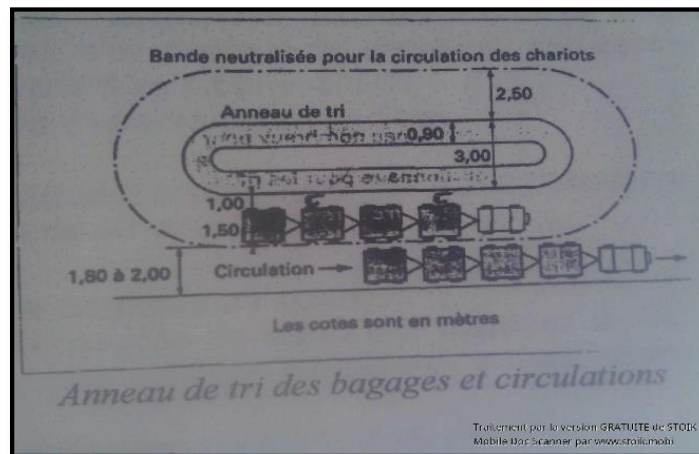 Bande neutralisée pour la circulation des chariots
2,50
Anneau de tri
0,90
3,00
1,00
1,50
1,80 à 2,00
Circulation
Les cotes sont en mètres
Anneau de tri des bagages et circulations
Traitement par la version GRATUITE de STOIK
Mobile Doc Scanner par www.stoik.mobi